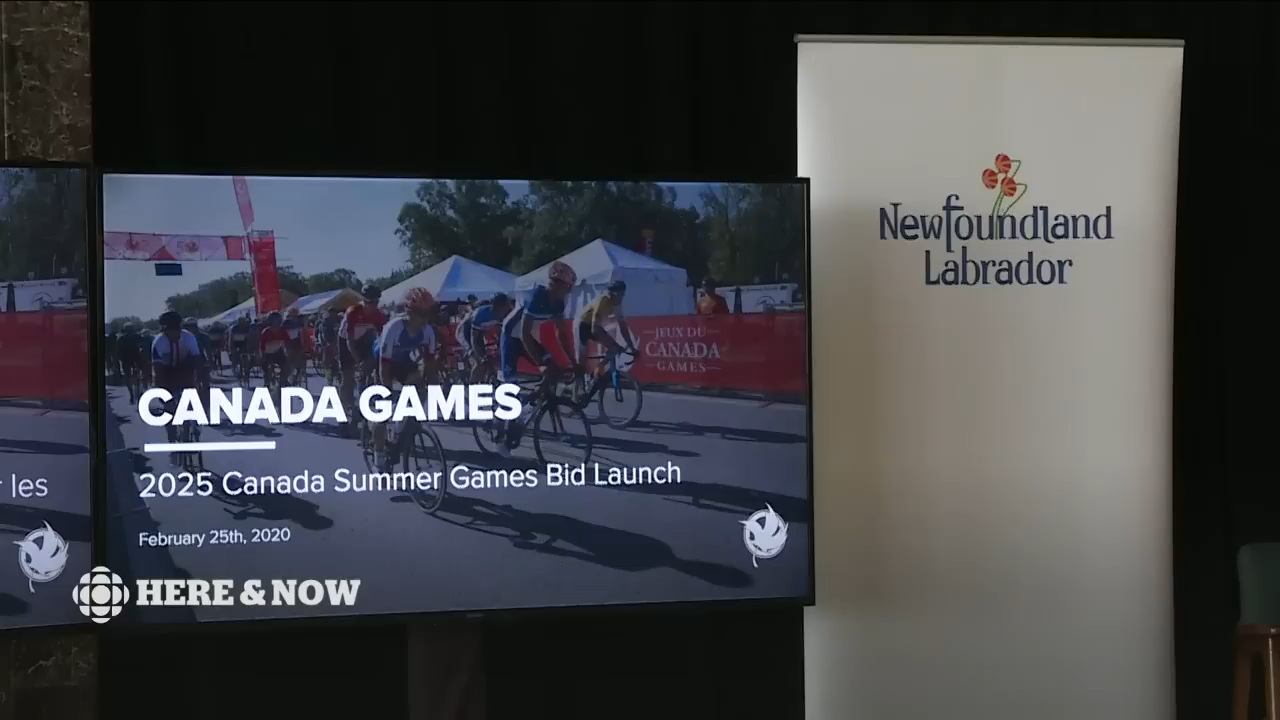 CANADA GAMES
2025 Canada Summer Games Bid Launch
February 25th, 2020
JEUX DU
CANADA
GAMES
les
HERE & NOW
Newfoundland
Labrador